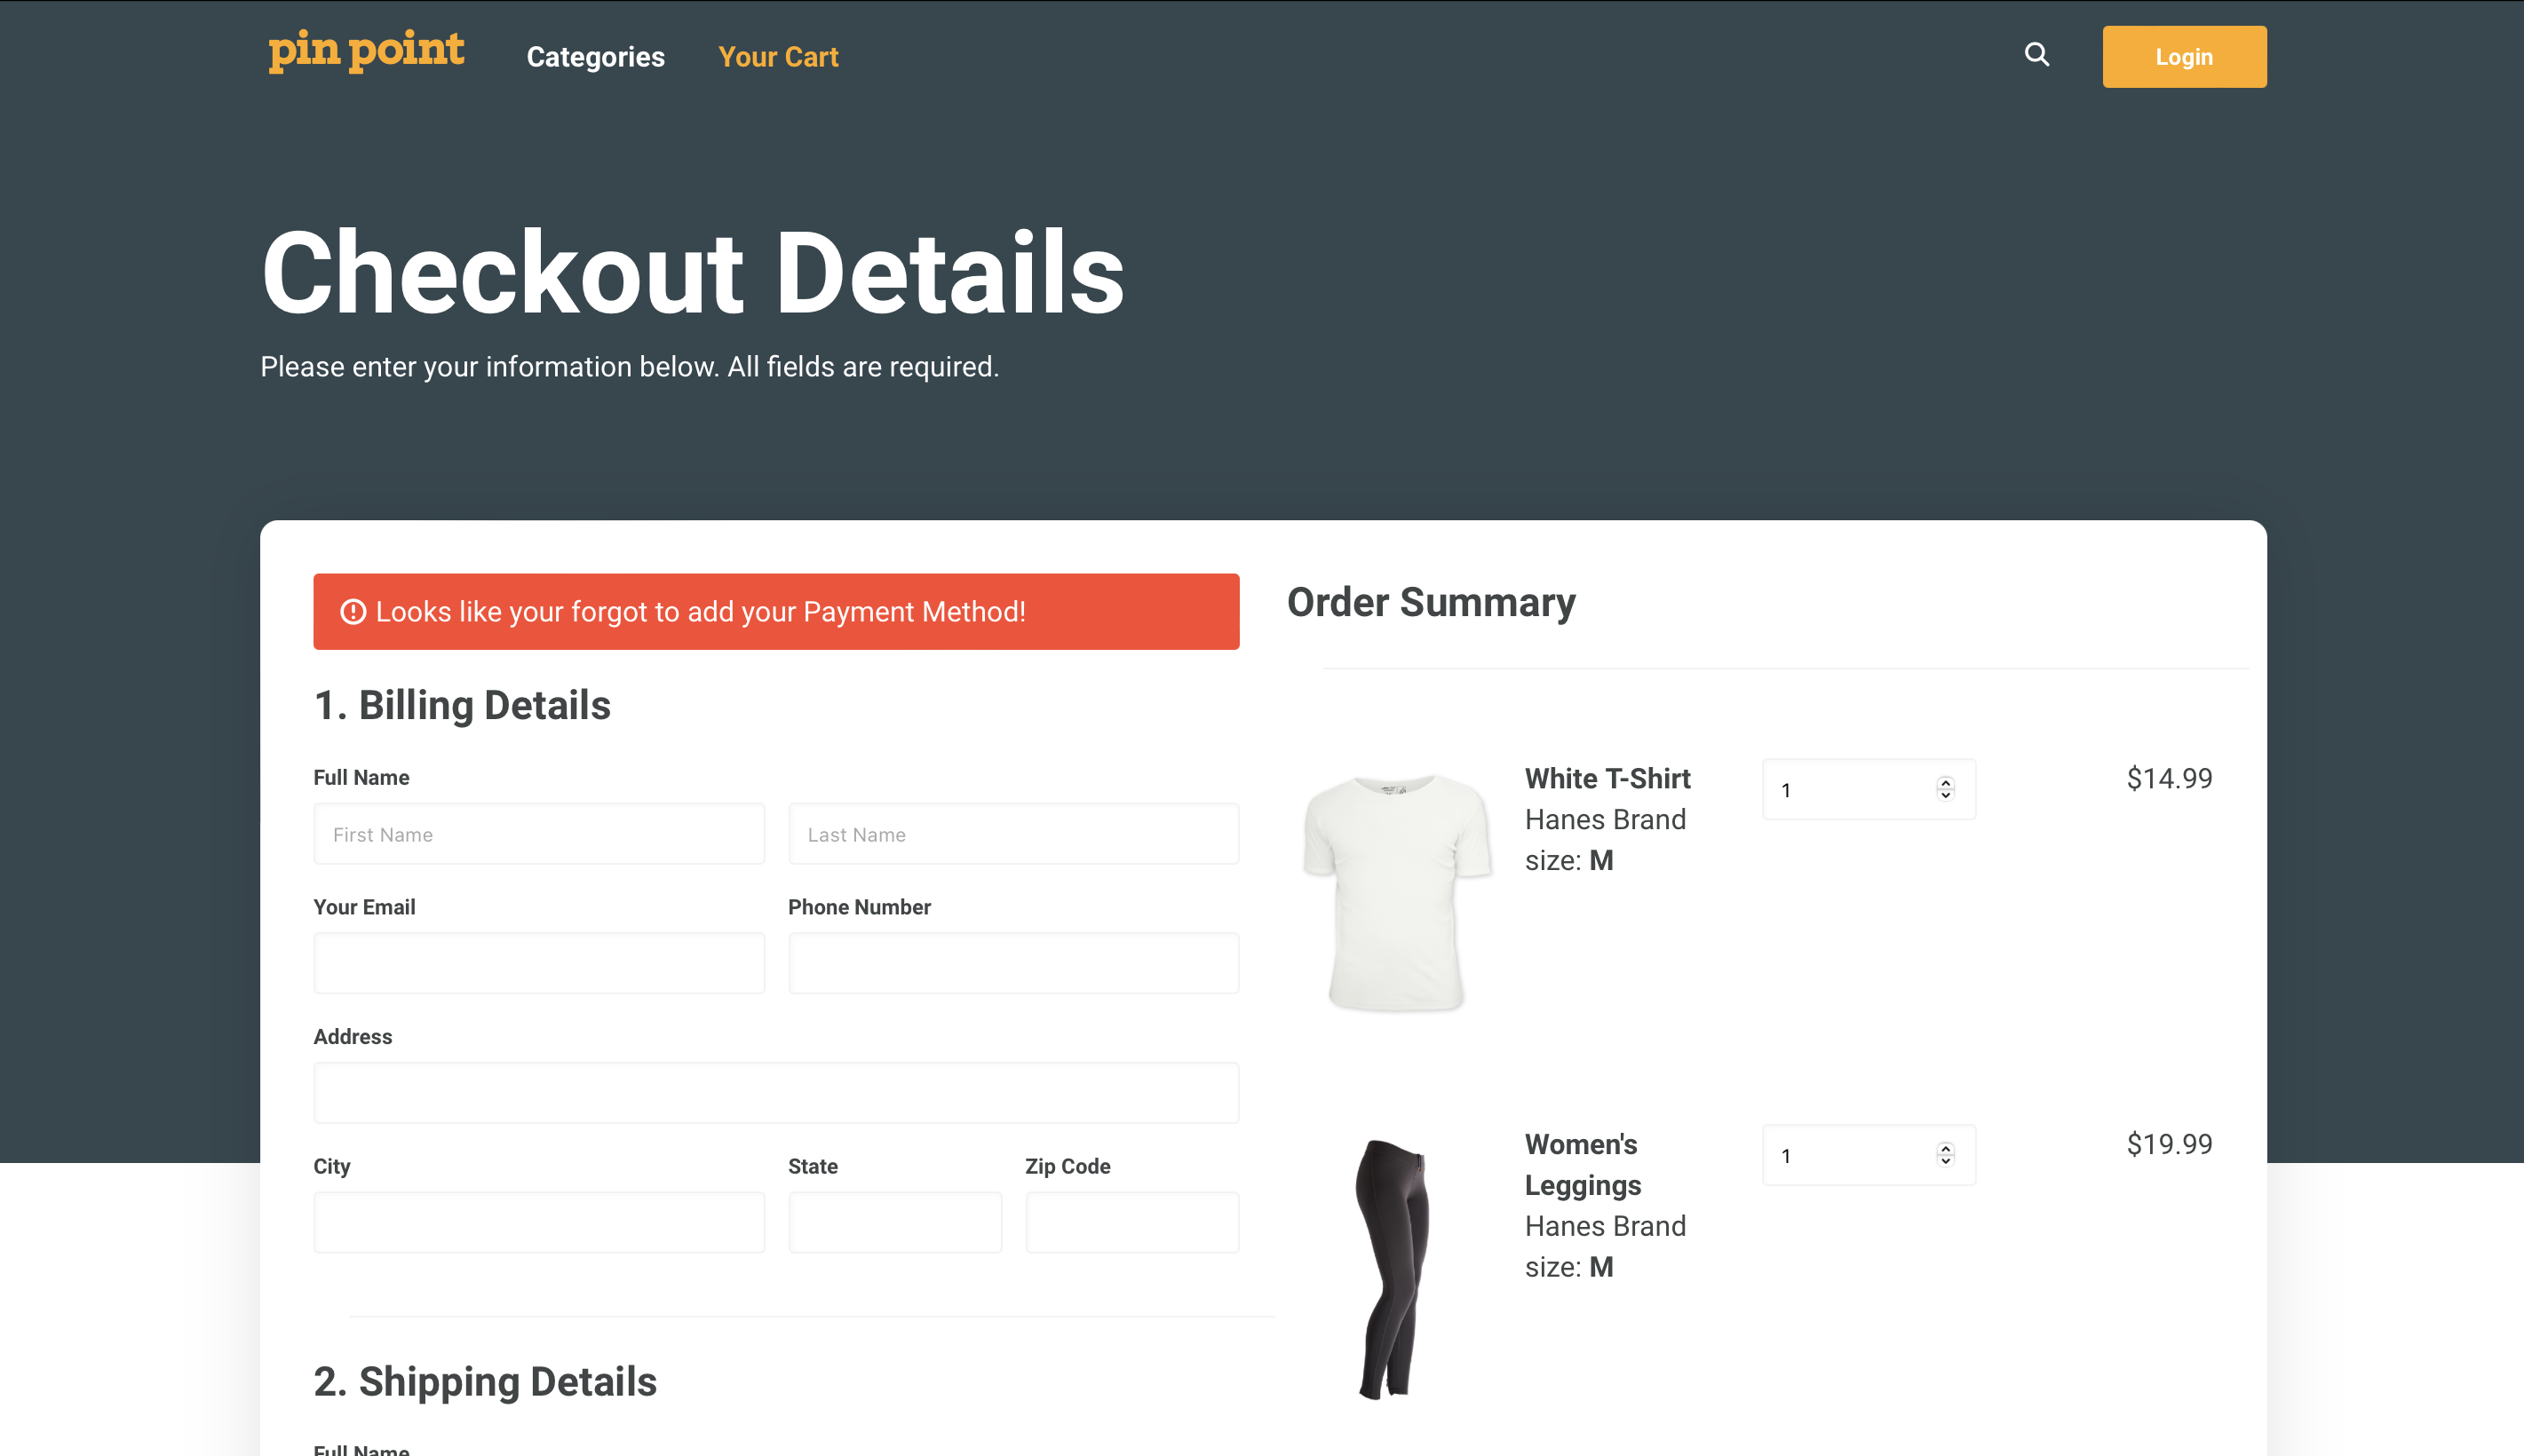 pin point
Categories
Your Cart
Login
Checkout Details
Please enter your information below. All fields are required.
Looks like your forgot to add your Payment Method!
1. Billing Details
Full Name
First Name
Last Name
Your Email
Phone Number
Address
City
State
Zip Code
2. Shipping Details
Full Name
Order Summary
White T-Shirt
Hanes Brand
size: M
1
$14.99
Women's
Leggings
Hanes Brand
size: M
1
$19.99